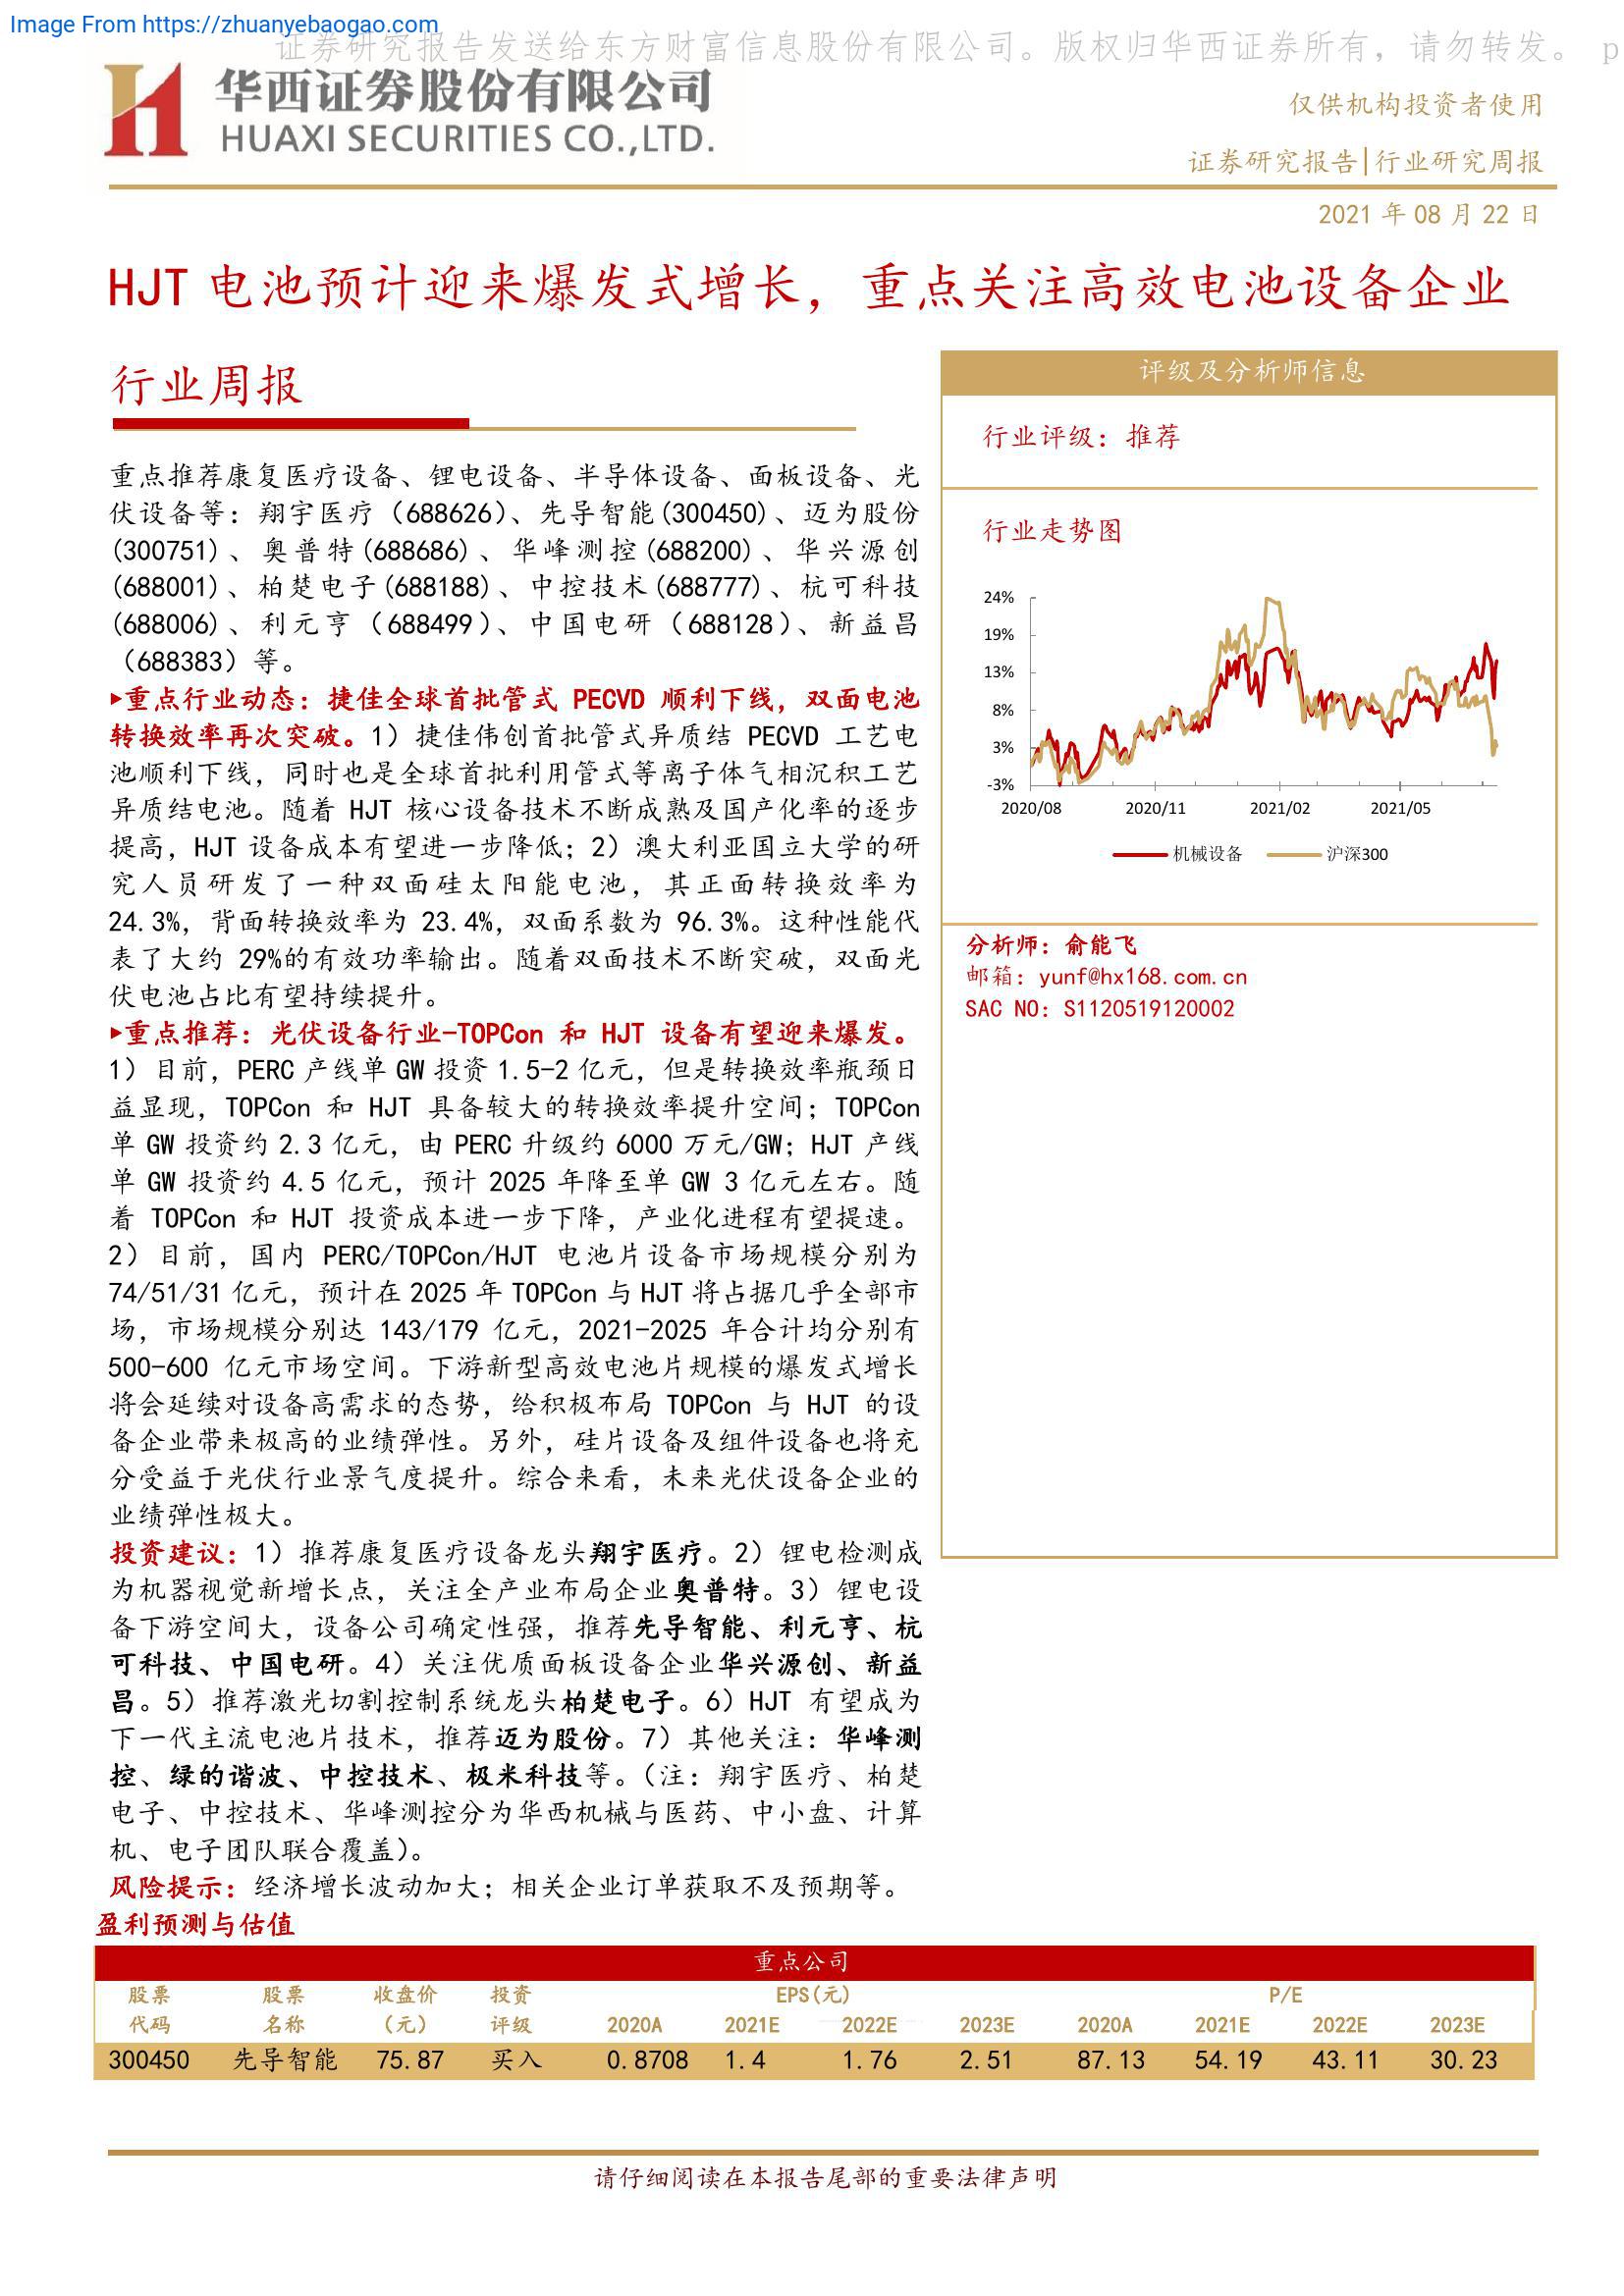 Image From https://zhuanyebaogao.com
证券研究报告发送给东方财富信息股份有限公司。版权归华西证券所有，请勿转发。 p
华西证券股份有限公司
HUAXI SECURITIES CO.,LTD.
仅供机构投资者使用
证券研究报告|行业研究周报
2021 年 08 月 22 日
HJT 电池预计迎来爆发式增长，重点关注高效电池设备企业
行业周报
重点推荐康复医疗设备、锂电设备、半导体设备、面板设备、光
伏设备等：翔宇医疗（688626）、先导智能(300450)、迈为股份
(300751)、奥普特(688686)、华峰测控(688200)、华兴源创
(688001)、柏楚电子(688188)、中控技术(688777)、杭可科技
(688006)、利元亨（688499）、中国电研（688128）、新益昌
（688383）等。
▸重点行业动态：捷佳全球首批管式 PECVD 顺利下线，双面电池
转换效率再次突破。1）捷佳伟创首批管式异质结 PECVD 工艺电
池顺利下线，同时也是全球首批利用管式等离子体气相沉积工艺
异质结电池。随着 HJT 核心设备技术不断成熟及国产化率的逐步
提高，HJT 设备成本有望进一步降低；2）澳大利亚国立大学的研
究人员研发了一种双面硅太阳能电池，其正面转换效率为
24.3%，背面转换效率为 23.4%，双面系数为 96.3%。这种性能代
表了大约 29%的有效功率输出。随着双面技术不断突破，双面光
伏电池占比有望持续提升。
▸重点推荐：光伏设备行业-TOPCon 和 HJT 设备有望迎来爆发。
1）目前，PERC 产线单 GW 投资 1.5-2 亿元，但是转换效率瓶颈日
益显现，TOPCon 和 HJT 具备较大的转换效率提升空间；TOPCon
单 GW 投资约 2.3 亿元，由 PERC 升级约 6000 万元/GW；HJT 产线
单 GW 投资约 4.5 亿元，预计 2025 年降至单 GW 3 亿元左右。随
着 TOPCon 和 HJT 投资成本进一步下降，产业化进程有望提速。
2）目前，国内 PERC/TOPCon/HJT 电池片设备市场规模分别为
74/51/31 亿元，预计在 2025 年 TOPCon 与 HJT 将占据几乎全部市
场，市场规模分别达 143/179 亿元，2021-2025 年合计均分别有
500-600 亿元市场空间。下游新型高效电池片规模的爆发式增长
将会延续对设备高需求的态势，给积极布局 TOPCon 与 HJT 的设
备企业带来极高的业绩弹性。另外，硅片设备及组件设备也将充
分受益于光伏行业景气度提升。综合来看，未来光伏设备企业的
业绩弹性极大。
投资建议：1）推荐康复医疗设备龙头翔宇医疗。2）锂电检测成
为机器视觉新增长点，关注全产业布局企业奥普特。3）锂电设
备下游空间大，设备公司确定性强，推荐先导智能、利元亨、杭
可科技、中国电研。4）关注优质面板设备企业华兴源创、新益
昌。5）推荐激光切割控制系统龙头柏楚电子。6）HJT 有望成为
下一代主流电池片技术，推荐迈为股份。7）其他关注：华峰测
控、绿的谐波、中控技术、极米科技等。（注：翔宇医疗、柏楚
电子、中控技术、华峰测控分为华西机械与医药、中小盘、计算
机、电子团队联合覆盖）。
风险提示：经济增长波动加大；相关企业订单获取不及预期等。
评级及分析师信息
行业评级：推荐
行业走势图
24%
19%
13%
8%
3%
-3%
2020/08 2020/11 2021/02 2021/05
机械设备 沪深300
分析师：俞能飞
邮箱：yunf@hx168.com.cn
SAC NO：S1120519120002
盈利预测与估值
重点公司
股票 股票 收盘价 投资 EPS(元) P/E
代码 名称 （元） 评级 2020A 2021E 2022E 2023E 2020A 2021E 2022E 2023E
300450 先导智能 75.87 买入 0.8708 1.4 1.76 2.51 87.13 54.19 43.11 30.23
请仔细阅读在本报告尾部的重要法律声明